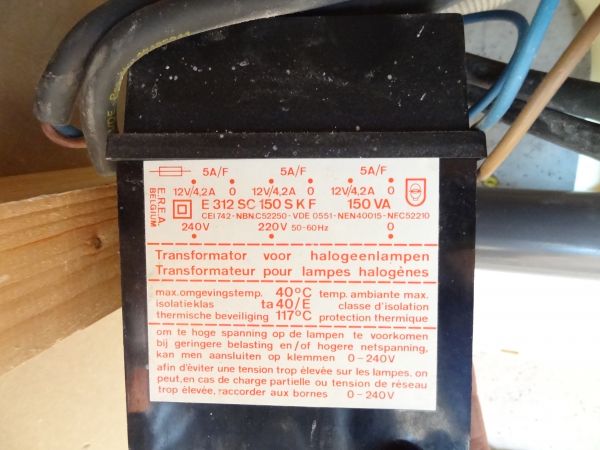 5A/F 5A/F 5A/F
12V/4,2A 0 12V/4,2A 0 12V/4,2A 0
E.R.E.A. BELGIUM
E 312 SC 150 S K F 150 VA
CEI 742-NBN.C52250-VDE 0551-NEN40015-NFC52210
240V 220V 50-60Hz 0
Transformator voor halogeenlampen
Transformateur pour lampes halogènes
max.omgevingstemp. 40°C temp. ambiante max.
isolatieklas ta 40/E classe d'isolation
thermische beveiliging 117°C protection thermique
om te hoge spanning op de lampen te voorkomen
bij geringere belasting en/of hogere netspanning,
kan men aansluiten op klemmen 0-240V
afin d'éviter une tension trop élevée sur les lampes, on
peut,en cas de charge partielle ou tension de réseau
trop élevée, raccorder aux bornes 0-240V